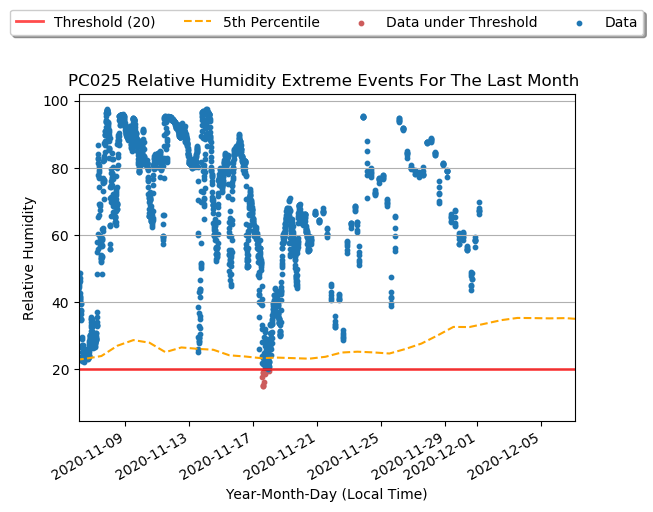 Threshold (20) 5th Percentile Data under Threshold Data
PC025 Relative Humidity Extreme Events For The Last Month
100
80
60
40
20
Relative Humidity
2020-11-09 2020-11-13 2020-11-17 2020-11-21 2020-11-25 2020-11-29 2020-12-01 2020-12-05
Year-Month-Day (Local Time)